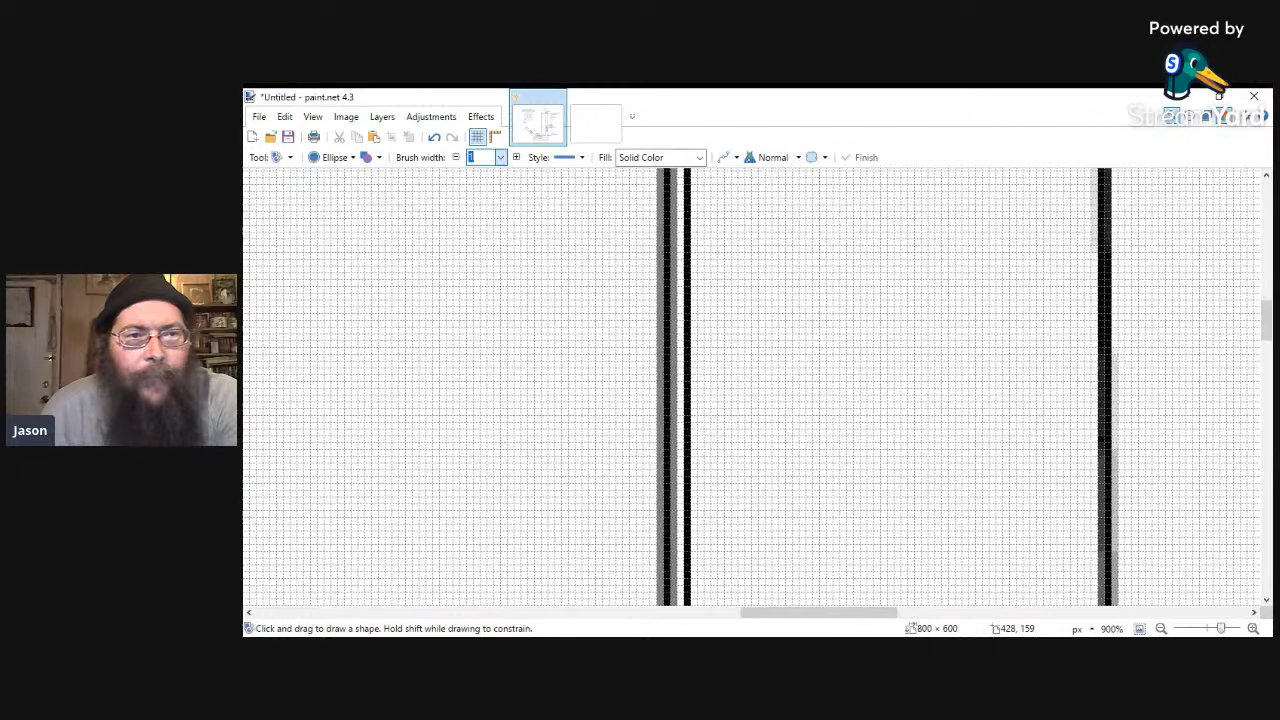 Powered by
StreamYard
*Untitled - paint.net 4.3
File Edit View Image Layers Adjustments Effects
Tool: Ellipse Brush width: 1 Style: Fill: Solid Color Normal Finish
Jason
Click and drag to draw a shape. Hold shift while drawing to constrain. 800 × 600 428, 159 px 900%